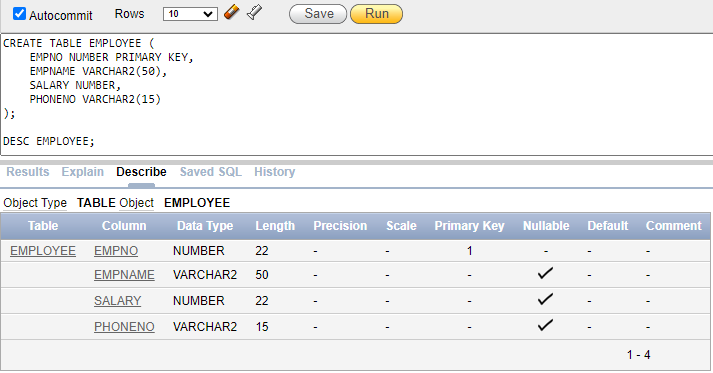 Autocommit Rows 10 Save Run
CREATE TABLE EMPLOYEE (
    EMPNO NUMBER PRIMARY KEY,
    EMPNAME VARCHAR2(50),
    SALARY NUMBER,
    PHONENO VARCHAR2(15)
);

DESC EMPLOYEE;
Results Explain Describe Saved SQL History
Object Type TABLE Object EMPLOYEE
Table Column Data Type Length Precision Scale Primary Key Nullable Default Comment
EMPLOYEE EMPNO NUMBER 22 - - 1 - - -
EMPNAME VARCHAR2 50 - - - ✓ - -
SALARY NUMBER 22 - - - ✓ - -
PHONENO VARCHAR2 15 - - - ✓ - -
1 - 4